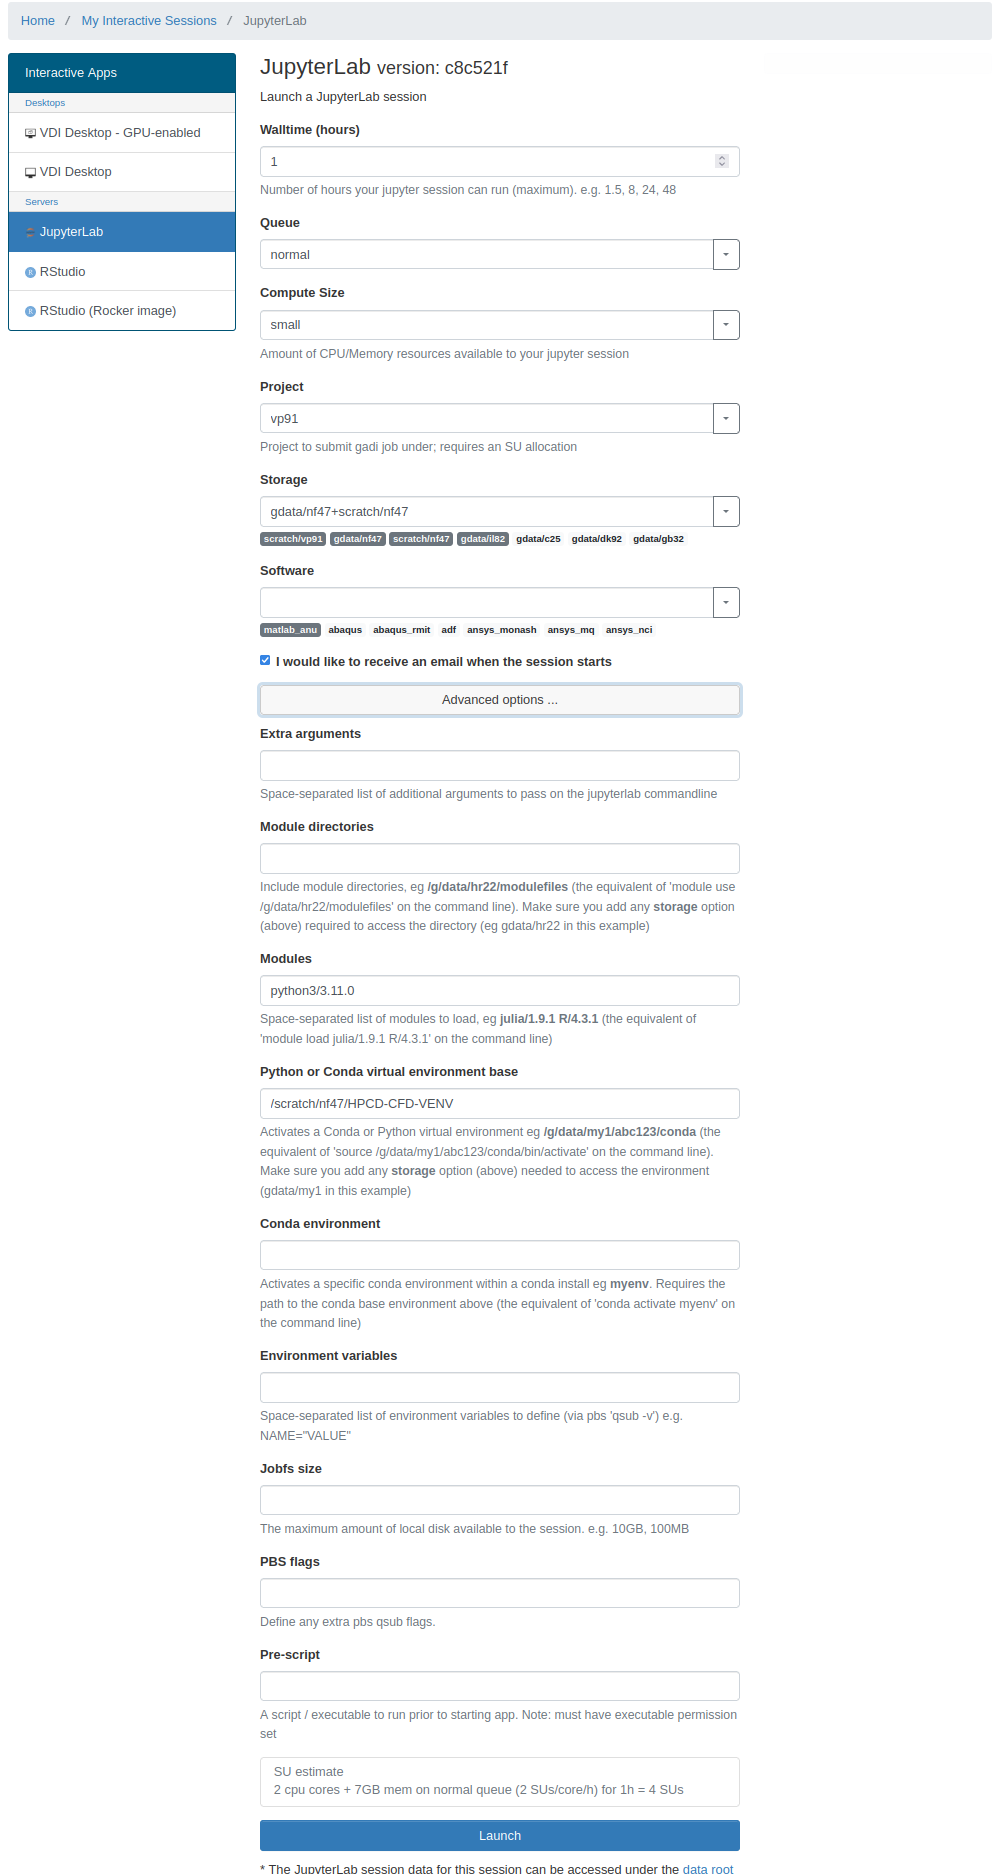 Home / My Interactive Sessions / JupyterLab
Interactive Apps
Desktops
VDI Desktop - GPU-enabled
VDI Desktop
Servers
JupyterLab
RStudio
RStudio (Rocker image)
JupyterLab version: c8c521f
Launch a JupyterLab session
Walltime (hours)
1
Number of hours your jupyter session can run (maximum). e.g. 1.5, 8, 24, 48
Queue
normal
Compute Size
small
Amount of CPU/Memory resources available to your jupyter session
Project
vp91
Project to submit gadi job under; requires an SU allocation
Storage
gdata/nf47+scratch/nf47
scratch/vp91 gdata/nf47 scratch/nf47 gdata/il82 gdata/c25 gdata/dk92 gdata/gb32
Software
matlab_anu abaqus abaqus_rmit adf ansys_monash ansys_mq ansys_nci
I would like to receive an email when the session starts
Advanced options ...
Extra arguments
Space-separated list of additional arguments to pass on the jupyterlab commandline
Module directories
Include module directories, eg /g/data/hr22/modulefiles (the equivalent of 'module use
/g/data/hr22/modulefiles' on the command line). Make sure you add any storage option
(above) required to access the directory (eg gdata/hr22 in this example)
Modules
python3/3.11.0
Space-separated list of modules to load, eg julia/1.9.1 R/4.3.1 (the equivalent of
'module load julia/1.9.1 R/4.3.1' on the command line)
Python or Conda virtual environment base
/scratch/nf47/HPCD-CFD-VENV
Activates a Conda or Python virtual environment eg /g/data/my1/abc123/conda (the
equivalent of 'source /g/data/my1/abc123/conda/bin/activate' on the command line).
Make sure you add any storage option (above) needed to access the environment
(gdata/my1 in this example)
Conda environment
Activates a specific conda environment within a conda install eg myenv. Requires the
path to the conda base environment above (the equivalent of 'conda activate myenv' on
the command line)
Environment variables
Space-separated list of environment variables to define (via pbs 'qsub -v') e.g.
NAME="VALUE"
Jobfs size
The maximum amount of local disk available to the session. e.g. 10GB, 100MB
PBS flags
Define any extra pbs qsub flags.
Pre-script
A script / executable to run prior to starting app. Note: must have executable permission
set
SU estimate
2 cpu cores + 7GB mem on normal queue (2 SUs/core/h) for 1h = 4 SUs
Launch
* The JupyterLab session data for this session can be accessed under the data root